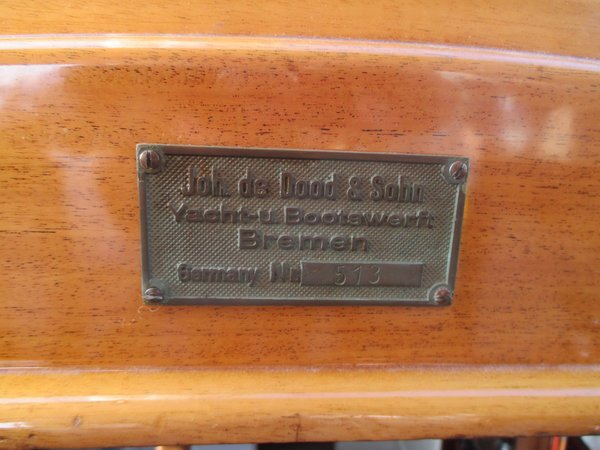 Joh. de Dood & Sohn
Yacht-u. Bootswerft
Bremen
Germany Nr. 513